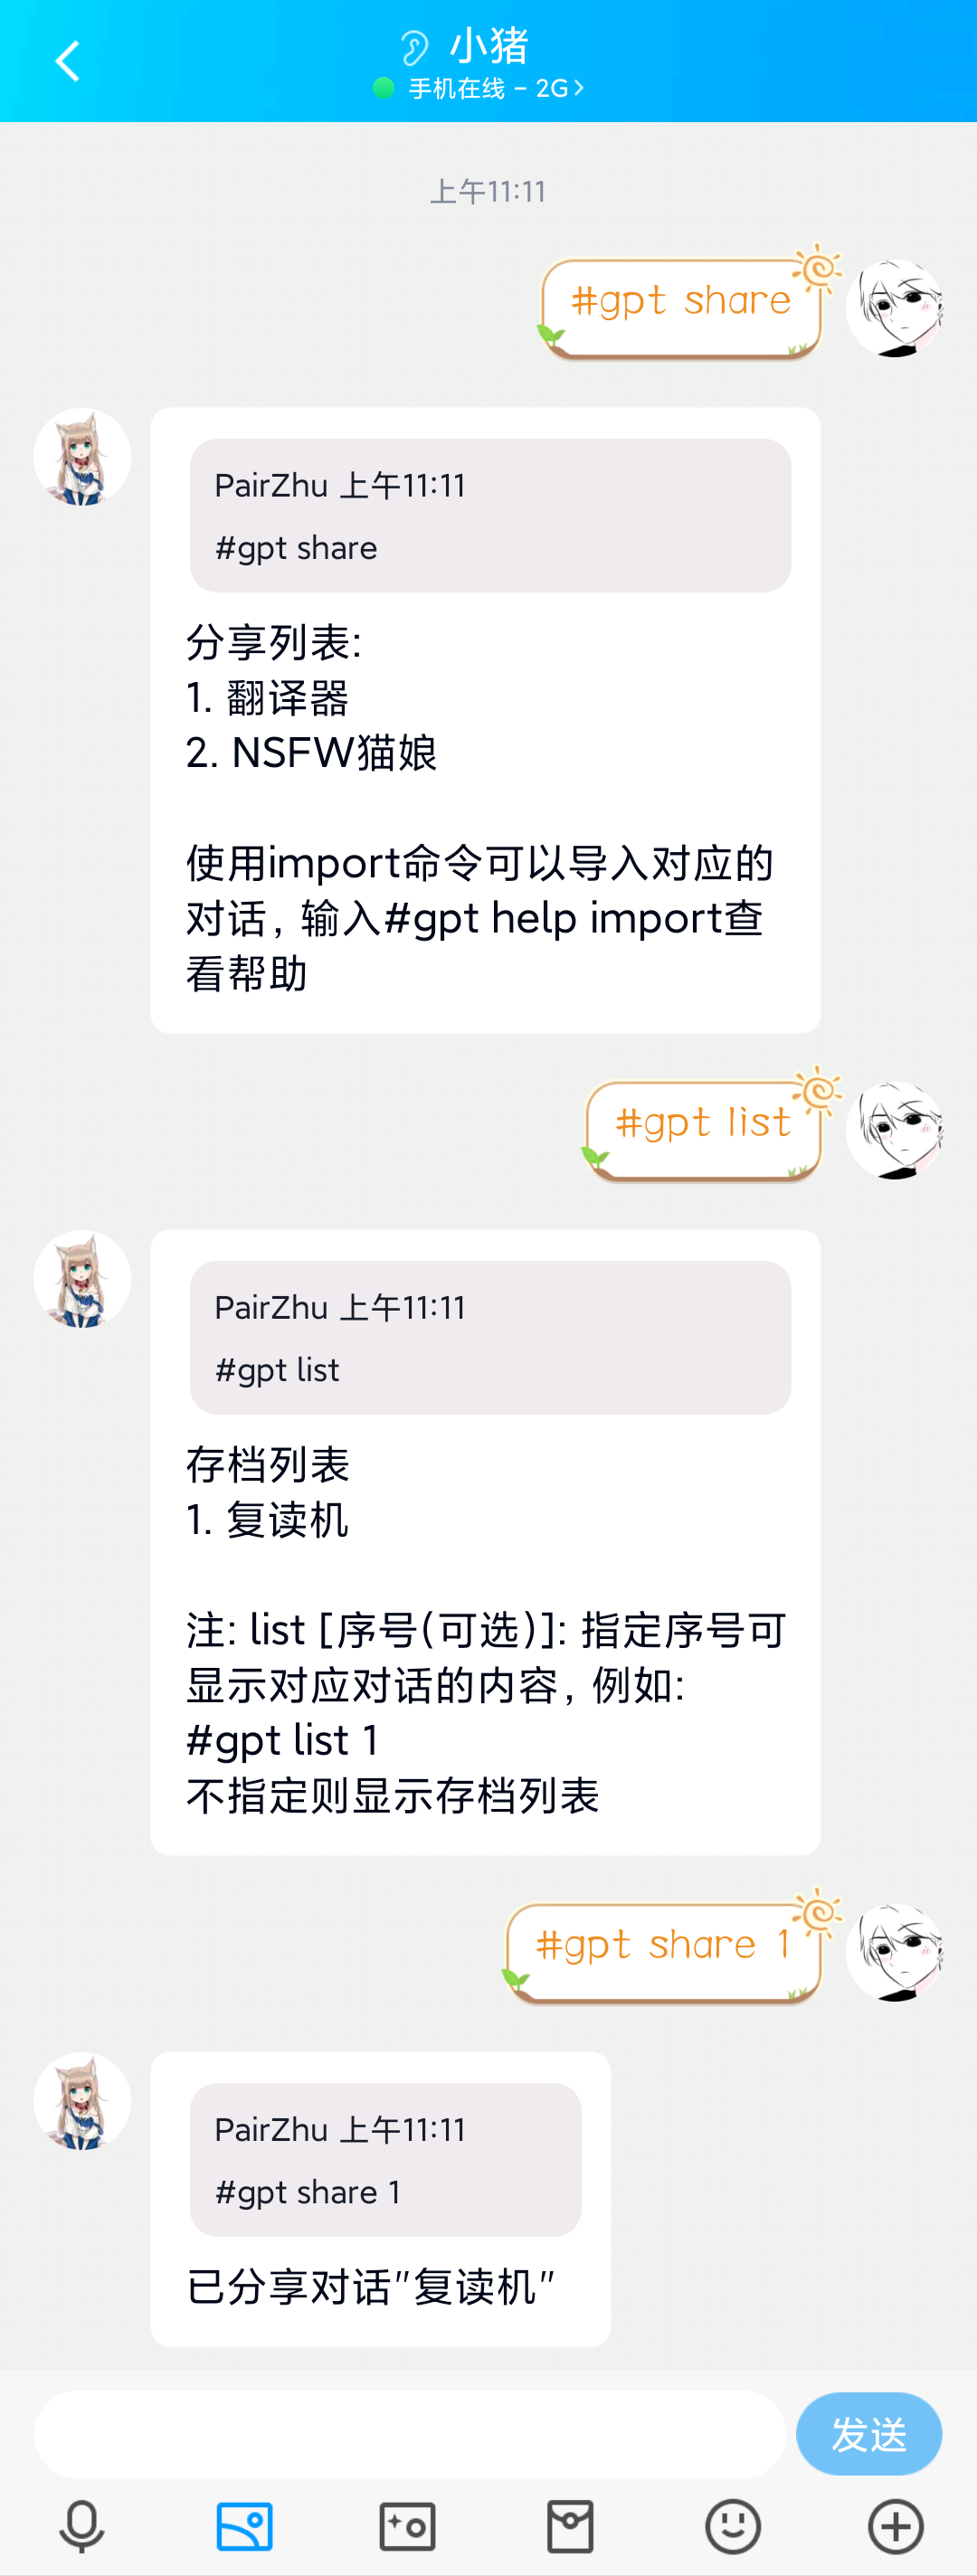 小猪
手机在线 - 2G>
上午11:11
#gpt share
PairZhu 上午11:11
#gpt share
分享列表:
1. 翻译器
2. NSFW猫娘
使用import命令可以导入对应的
对话, 输入#gpt help import查
看帮助
#gpt list
PairZhu 上午11:11
#gpt list
存档列表
1. 复读机
注: list [序号(可选)]: 指定序号可
显示对应对话的内容, 例如:
#gpt list 1
不指定则显示存档列表
#gpt share 1
PairZhu 上午11:11
#gpt share 1
已分享对话"复读机"
发送